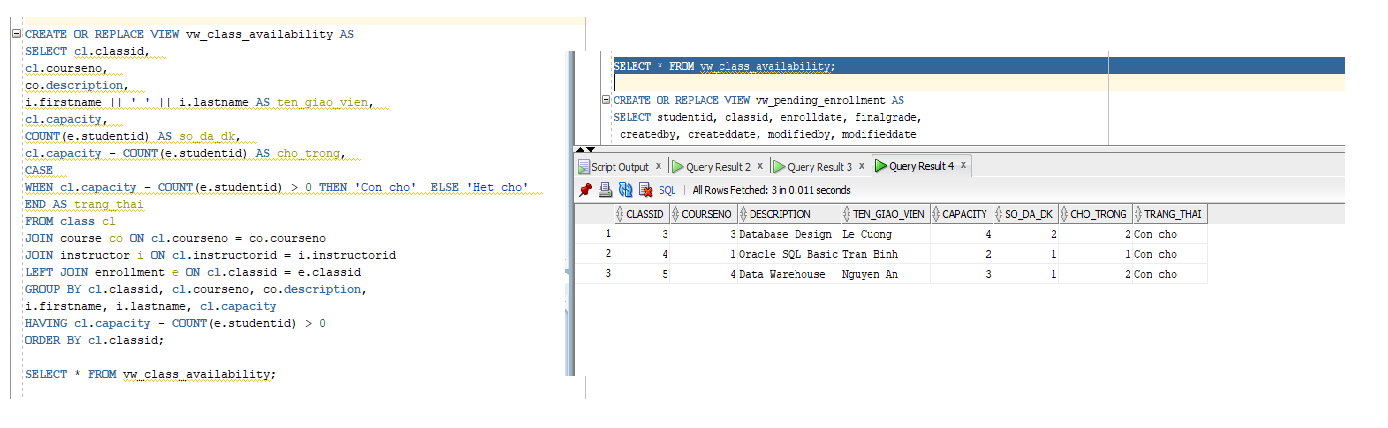 CREATE OR REPLACE VIEW vw_class_availability AS
SELECT cl.classid,
cl.courseno,
co.description,
i.firstname || ' ' || i.lastname AS ten_giao_vien,
cl.capacity,
COUNT(e.studentid) AS so_da_dk,
cl.capacity - COUNT(e.studentid) AS cho_trong,
CASE
WHEN cl.capacity - COUNT(e.studentid) > 0 THEN 'Con cho' ELSE 'Het cho'
END AS trang_thai
FROM class cl
JOIN course co ON cl.courseno = co.courseno
JOIN instructor i ON cl.instructorid = i.instructorid
LEFT JOIN enrollment e ON cl.classid = e.classid
GROUP BY cl.classid, cl.courseno, co.description,
i.firstname, i.lastname, cl.capacity
HAVING cl.capacity - COUNT(e.studentid) > 0
ORDER BY cl.classid;
SELECT * FROM vw_class_availability;
SELECT * FROM vw_class_availability;
CREATE OR REPLACE VIEW vw_pending_enrollment AS
SELECT studentid, classid, enrolldate, finalgrade,
createdby, createddate, modifiedby, modifieddate
Script Output x Query Result 2 x Query Result 3 x Query Result 4 x
SQL | All Rows Fetched: 3 in 0.011 seconds
CLASSID COURSENO DESCRIPTION TEN_GIAO_VIEN CAPACITY SO_DA_DK CHO_TRONG TRANG_THAI
1 3 3 Database Design Le Cuong 4 2 2 Con cho
2 4 1 Oracle SQL Basic Tran Binh 2 1 1 Con cho
3 5 4 Data Warehouse Nguyen An 3 1 2 Con cho